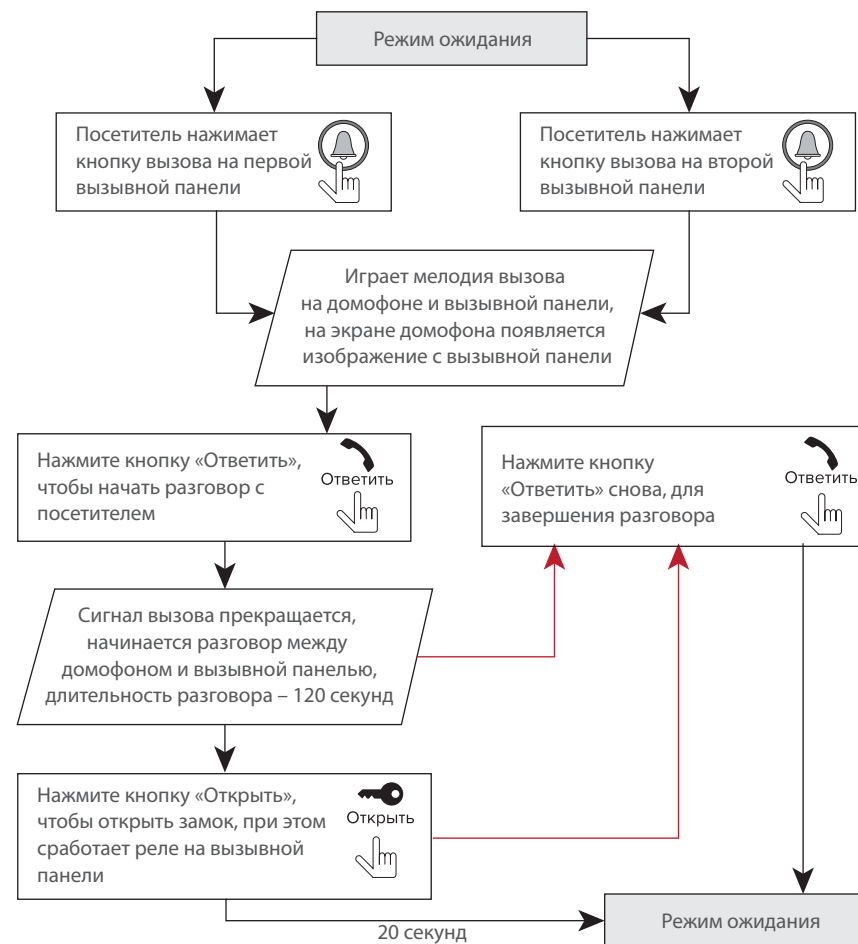 Режим ожидания
Посетитель нажимает
кнопку вызова на первой
вызывной панели
Посетитель нажимает
кнопку вызова на второй
вызывной панели
Играет мелодия вызова
на домофоне и вызывной панели,
на экране домофона появляется
изображение с вызывной панели
Нажмите кнопку «Ответить»,
чтобы начать разговор с
посетителем
Ответить
Нажмите кнопку
«Ответить» снова, для
завершения разговора
Ответить
Сигнал вызова прекращается,
начинается разговор между
домофоном и вызывной панелью,
длительность разговора – 120 секунд
Нажмите кнопку «Открыть»,
чтобы открыть замок, при этом
сработает реле на вызывной
панели
Открыть
20 секунд
Режим ожидания